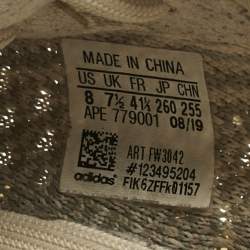 MADE IN CHINA
US UK FR JP CHN
8 7½ 41⅓ 260 255
APE 779001 08/19
ART FW3042
#123495204
adidas FIK6ZFFK01157